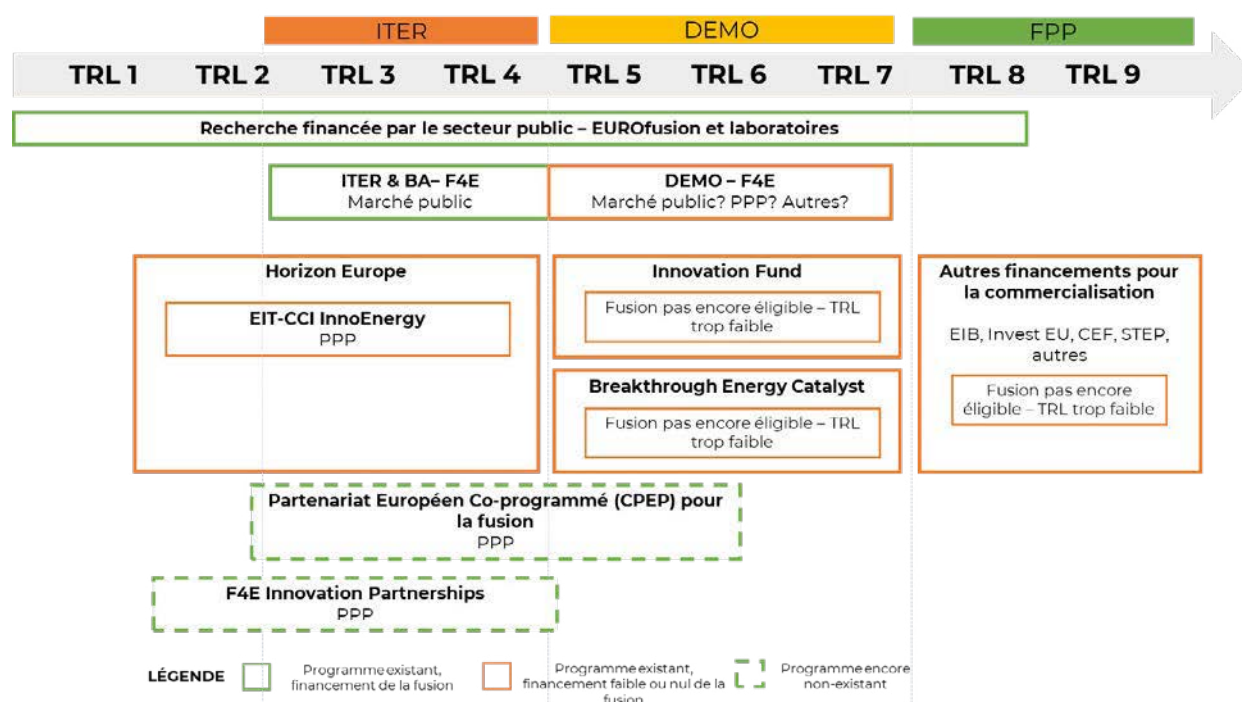 ITER
DEMO
FPP
TRL 1
TRL 2
TRL 3
TRL 4
TRL 5
TRL 6
TRL 7
TRL 8
TRL 9
Recherche financée par le secteur public – EUROfusion et laboratoires
ITER & BA– F4E
Marché public
DEMO – F4E
Marché public? PPP? Autres?
Horizon Europe
EIT-CCI InnoEnergy
PPP
Innovation Fund
Fusion pas encore éligible – TRL
trop faible
Breakthrough Energy Catalyst
Fusion pas encore éligible – TRL
trop faible
Autres financements pour
la commercialisation
EIB, Invest EU, CEF, STEP,
autres
Fusion pas encore
éligible – TRL trop faible
Partenariat Européen Co-programmé (CPEP) pour
la fusion
PPP
F4E Innovation Partnerships
PPP
LÉGENDE
Programme existant,
financement de la fusion
Programme existant,
financement faible ou nul de la
fusion
Programme encore
non-existant